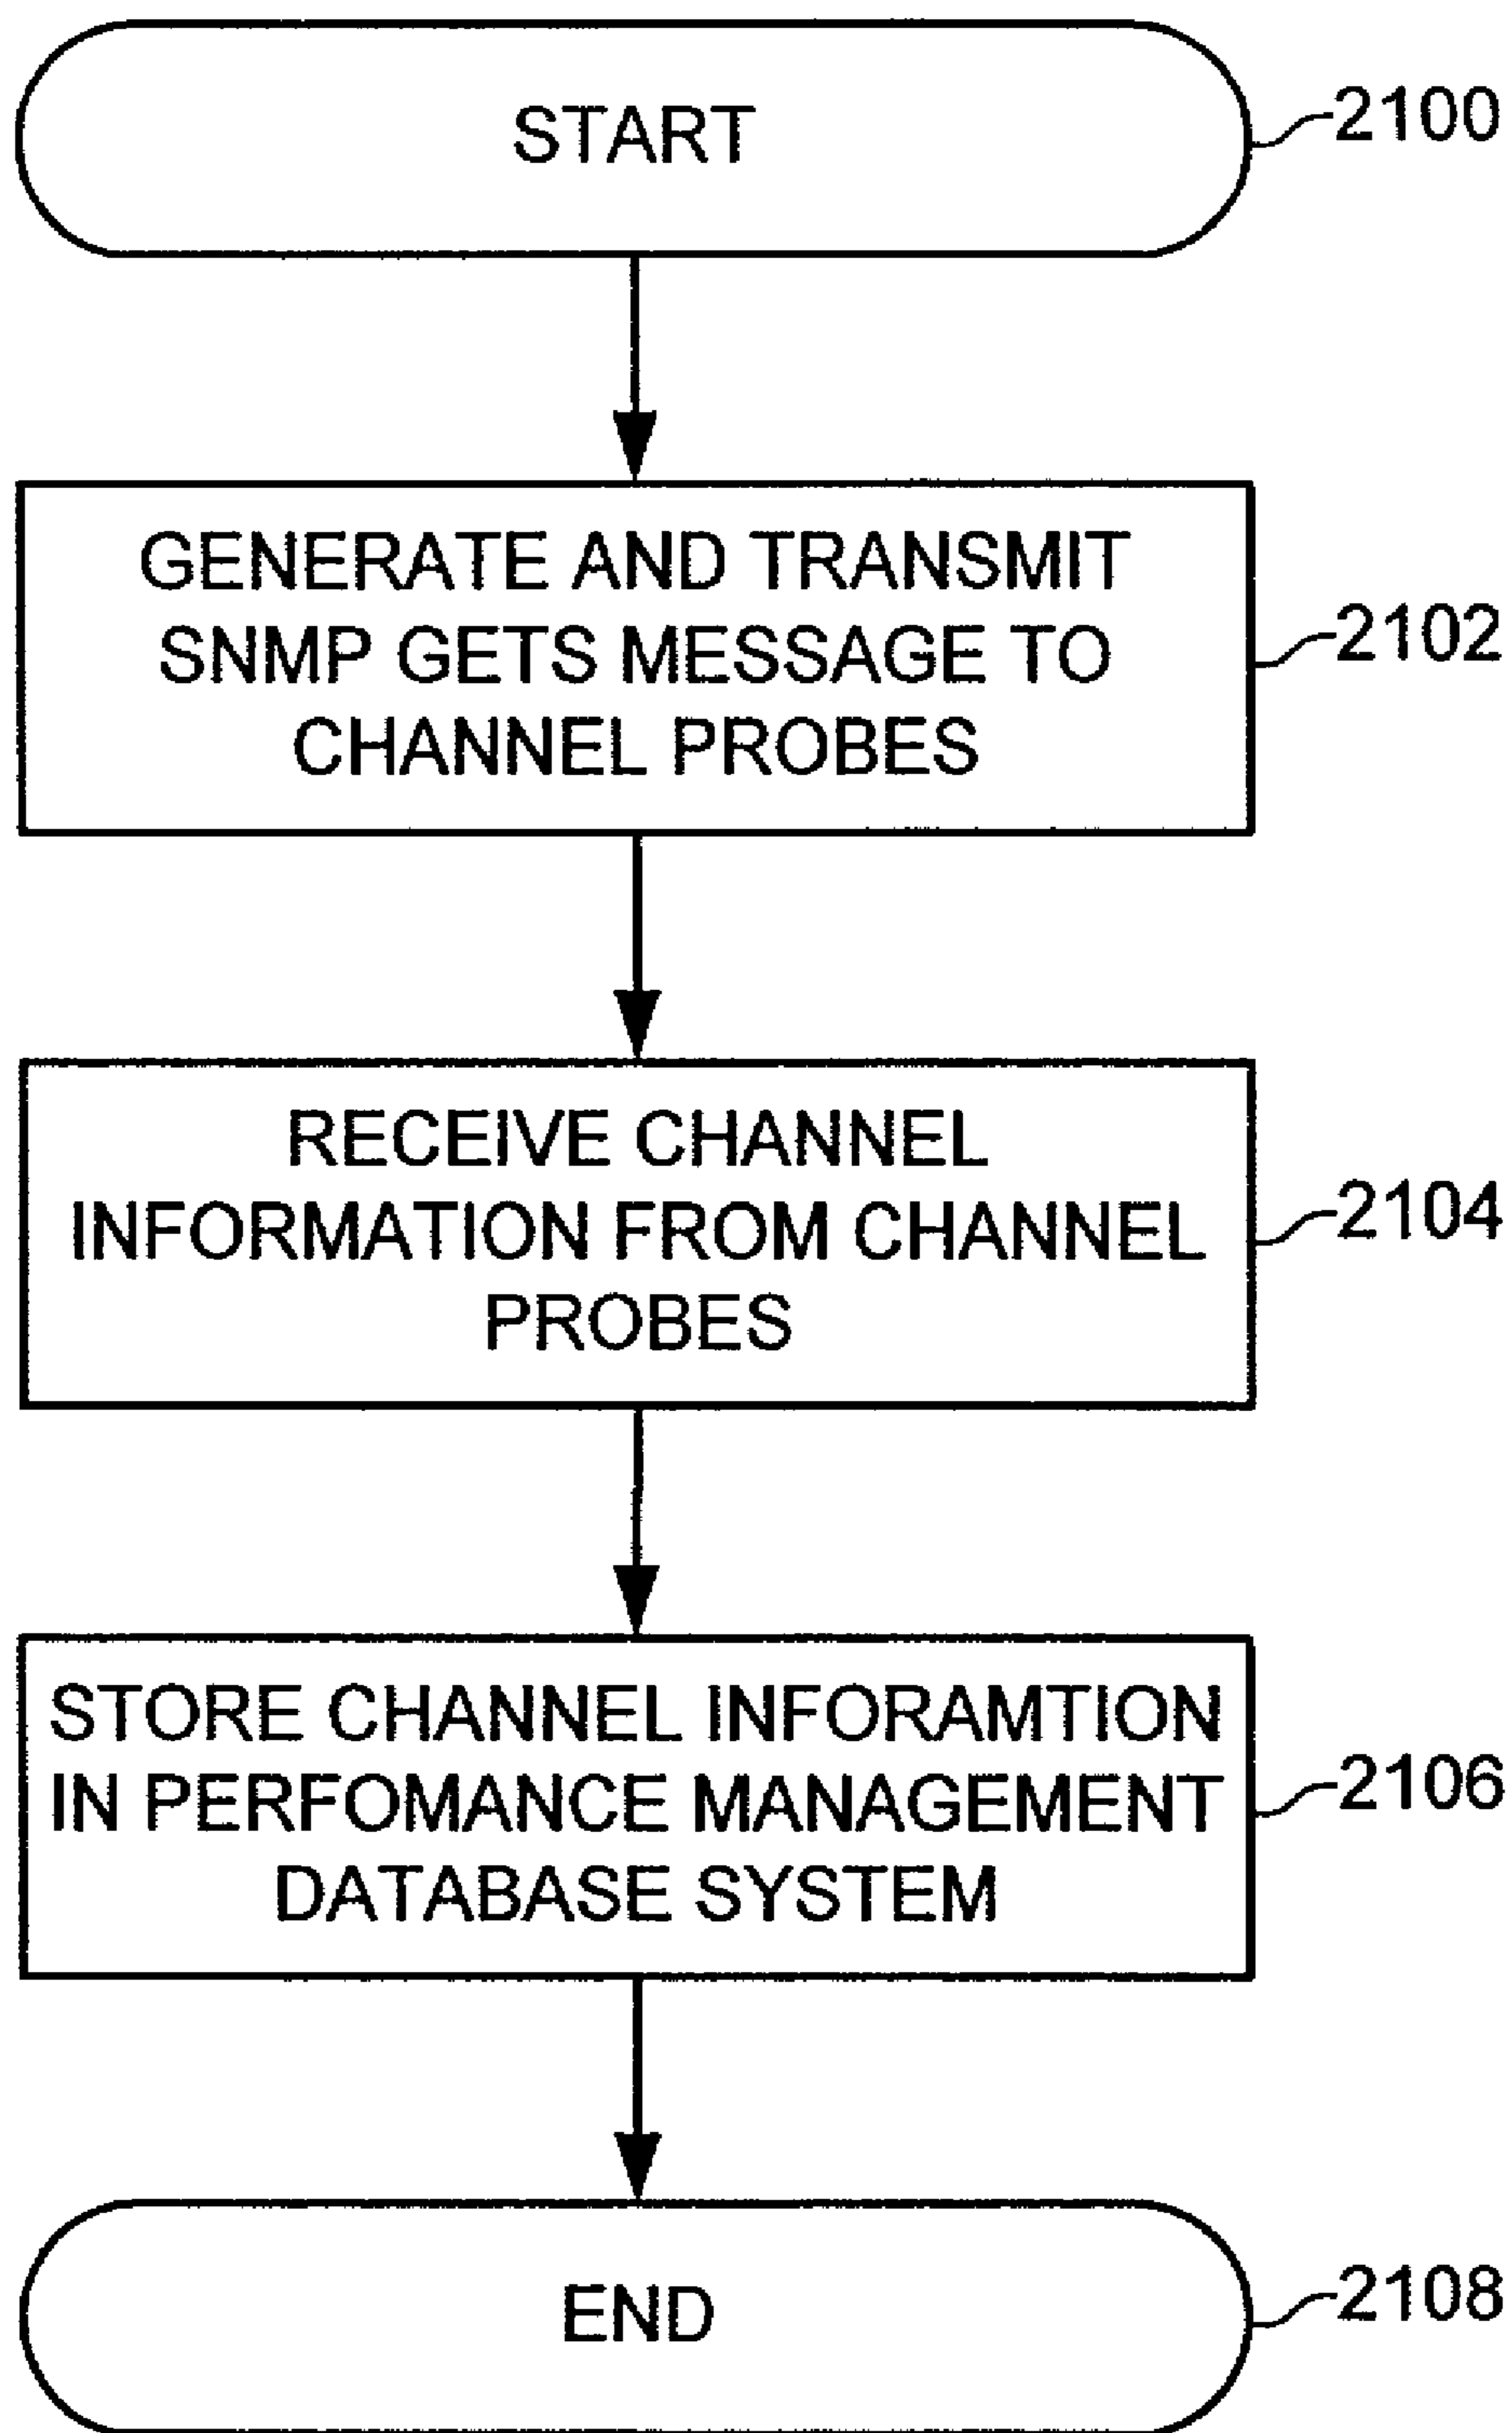 START
2100
GENERATE AND TRANSMIT
SNMP GETS MESSAGE TO
CHANNEL PROBES
2102
RECEIVE CHANNEL
INFORMATION FROM CHANNEL
PROBES
2104
STORE CHANNEL INFORAMTION
IN PERFOMANCE MANAGEMENT
DATABASE SYSTEM
2106
END
2108